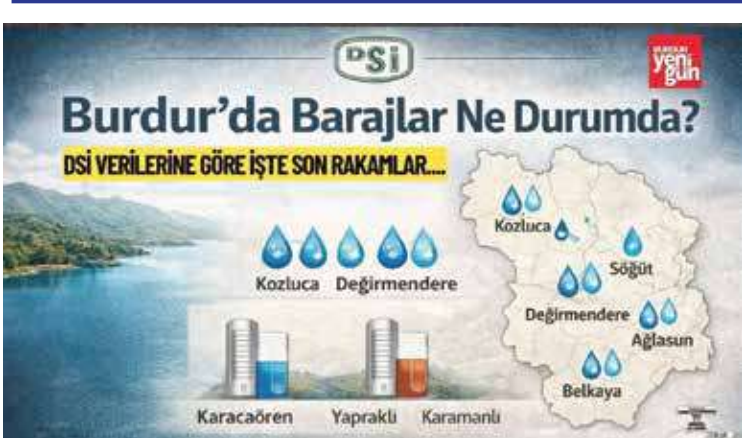 DSİ
BURDUR
yeni
gün
Burdur'da Barajlar Ne Durumda?
DSİ VERİLERİNE GÖRE İŞTE SON RAKAMLAR....
Kozluca
Söğüt
Kozluca Değirmendere
Değirmendere
Ağlasun
Belkaya
Karacaören Yapraklı Karamanlı